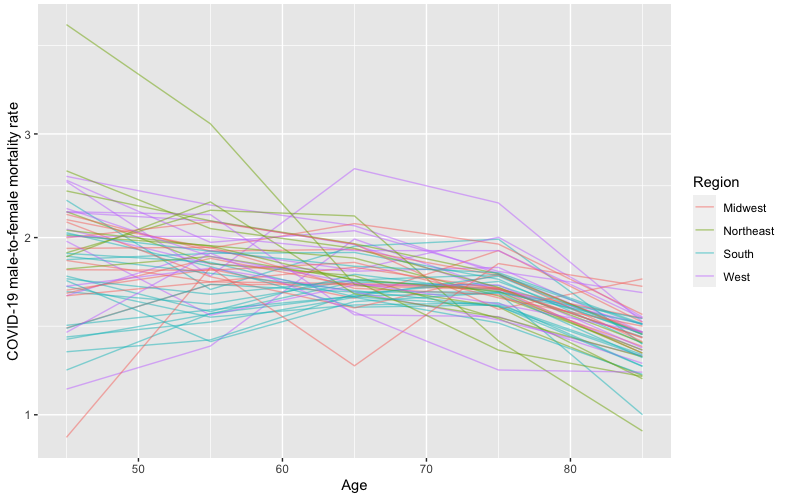 COVID-19 male-to-female mortality rate
3
2
1
50
60
70
80
Age
Region
Midwest
Northeast
South
West